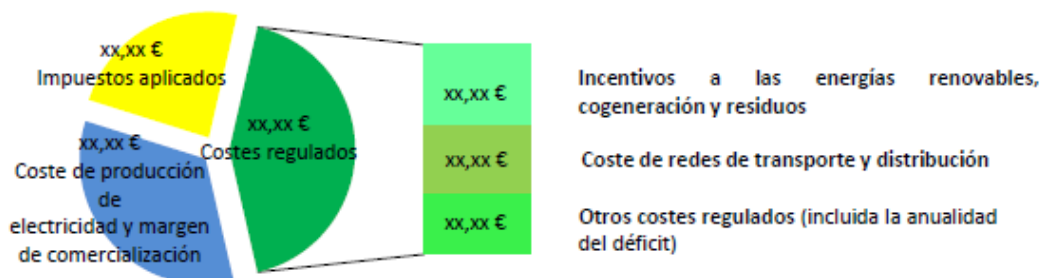 xx,xx €
Impuestos aplicados
xx,xx €
Costes regulados
xx,xx €
Coste de producción
de
electricidad y margen
de comercialización
xx,xx €
Incentivos a las energías renovables,
cogeneración y residuos
xx,xx €
Coste de redes de transporte y distribución
xx,xx €
Otros costes regulados (incluida la anualidad
del déficit)